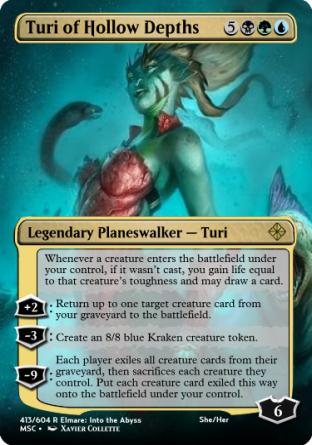 Turi of Hollow Depths 5
Legendary Planeswalker — Turi
Whenever a creature enters the battlefield under
your control, if it wasn't cast, you gain life equal
to that creature's toughness and may draw a card.
+2: Return up to one target creature card from
your graveyard to the battlefield.
-3: Create an 8/8 blue Kraken creature token.
Each player exiles all creature cards from their
graveyard, then sacrifices each creature they
-9: control. Put each creature card exiled this way
onto the battlefield under your control.
6
413/604 R Elmare: Into the Abyss She/Her
MSC • XAVIER COLLETTE